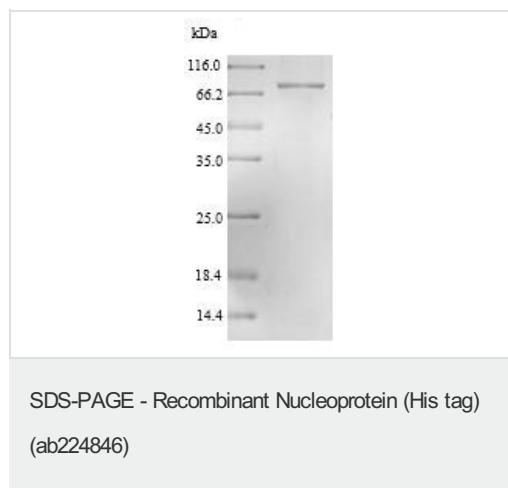 kDa
116.0
66.2
45.0
35.0
25.0
18.4
14.4
SDS-PAGE - Recombinant Nucleoprotein (His tag)
(ab224846)